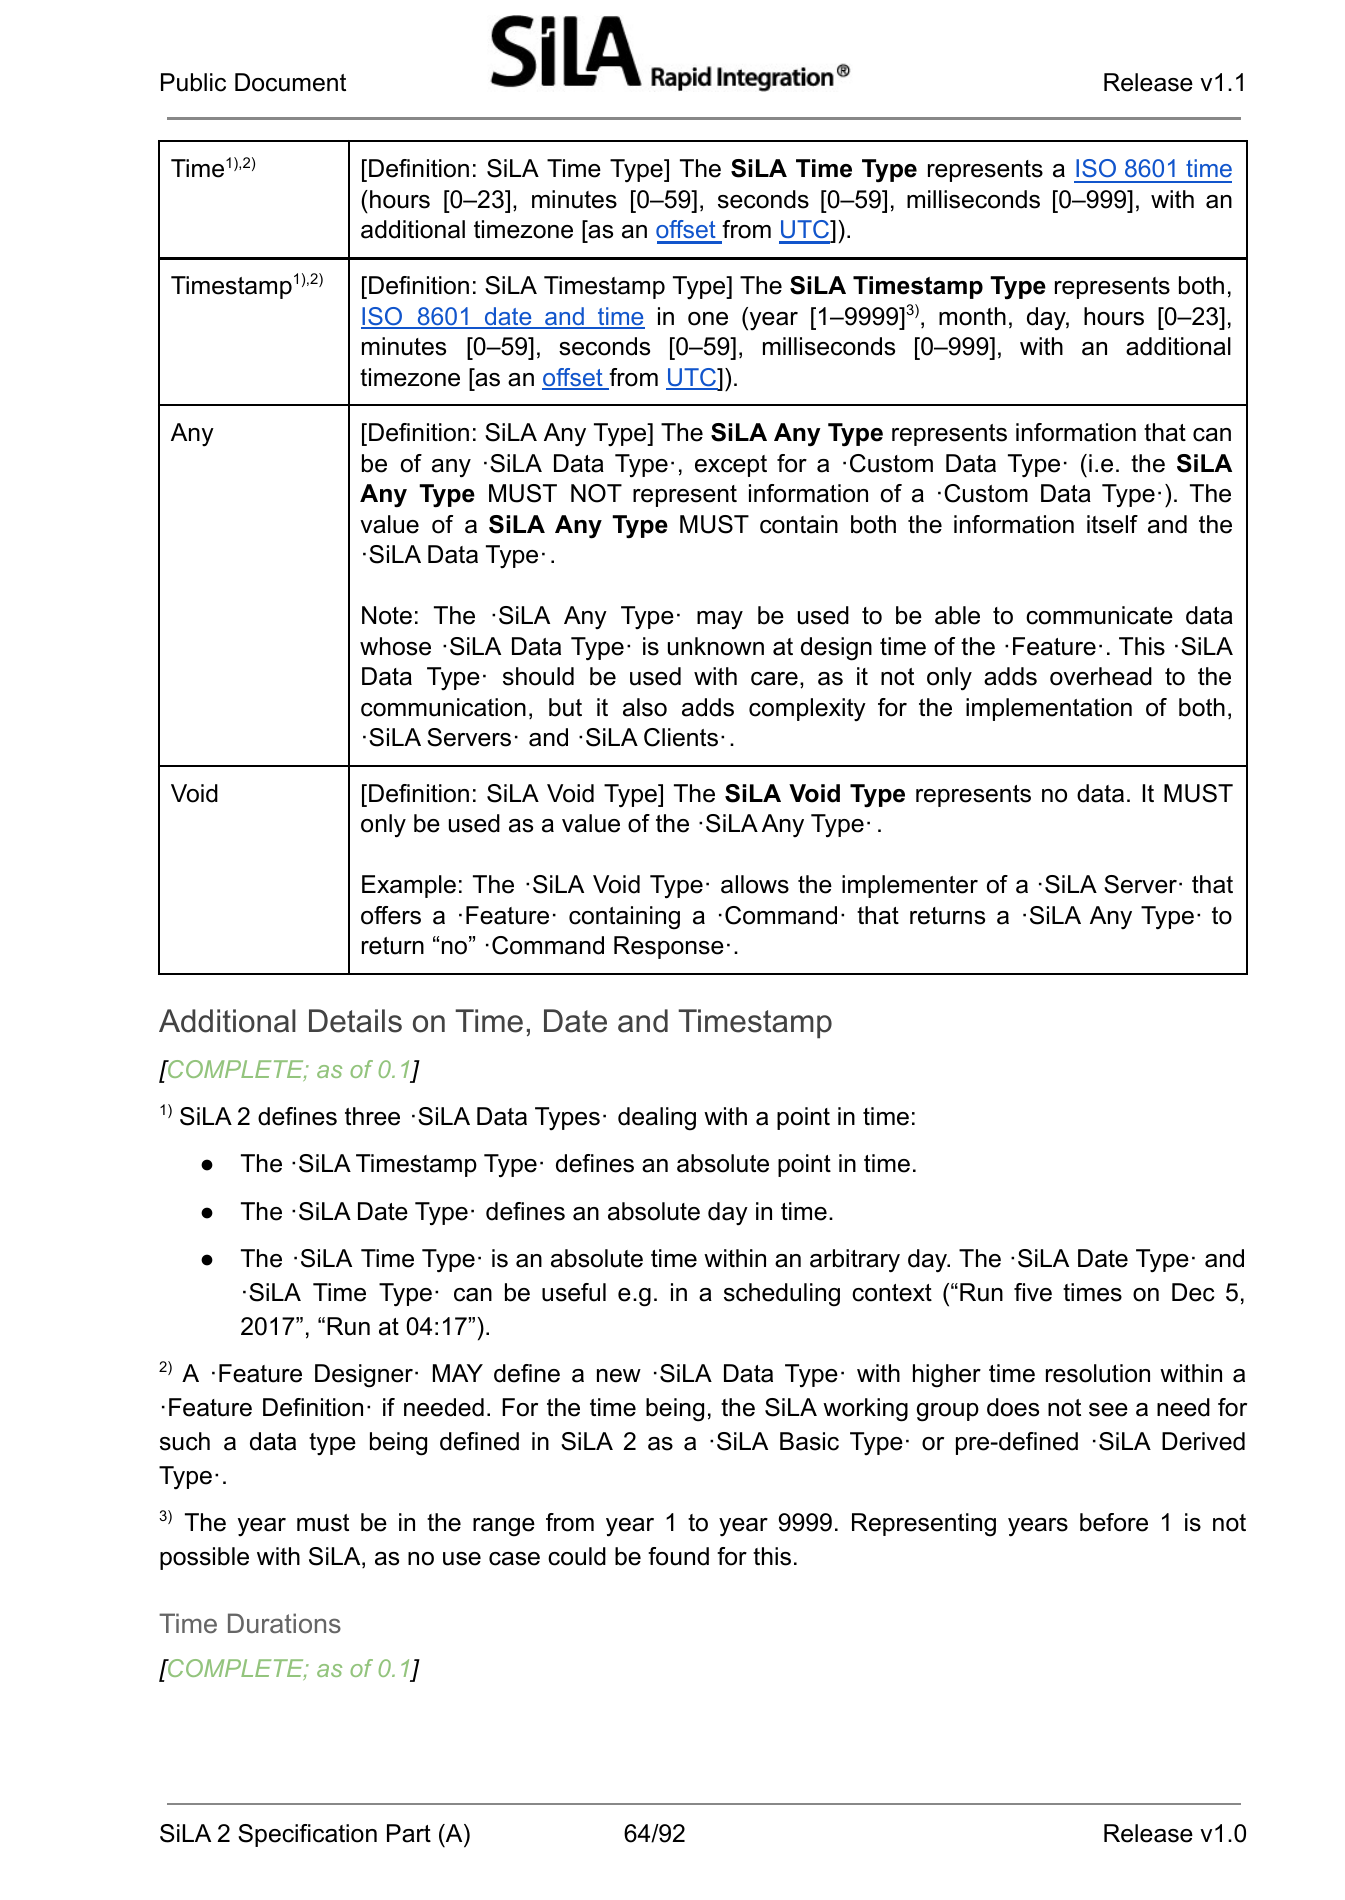 Public Document
SiLA Rapid Integration®
Release v1.1
Time1),2)
[Definition: SiLA Time Type] The SiLA Time Type represents a ISO 8601 time
(hours [0–23], minutes [0–59], seconds [0–59], milliseconds [0–999], with an
additional timezone [as an offset from UTC]).
Timestamp1),2)
[Definition: SiLA Timestamp Type] The SiLA Timestamp Type represents both,
ISO 8601 date and time in one (year [1–9999]3), month, day, hours [0–23],
minutes [0–59], seconds [0–59], milliseconds [0–999], with an additional
timezone [as an offset from UTC]).
Any
[Definition: SiLA Any Type] The SiLA Any Type represents information that can
be of any ·SiLA Data Type·, except for a ·Custom Data Type· (i.e. the SiLA
Any Type MUST NOT represent information of a ·Custom Data Type·). The
value of a SiLA Any Type MUST contain both the information itself and the
·SiLA Data Type·.
Note: The ·SiLA Any Type· may be used to be able to communicate data
whose ·SiLA Data Type· is unknown at design time of the ·Feature·. This ·SiLA
Data Type· should be used with care, as it not only adds overhead to the
communication, but it also adds complexity for the implementation of both,
·SiLA Servers· and ·SiLA Clients·.
Void
[Definition: SiLA Void Type] The SiLA Void Type represents no data. It MUST
only be used as a value of the ·SiLA Any Type·.
Example: The ·SiLA Void Type· allows the implementer of a ·SiLA Server· that
offers a ·Feature· containing a ·Command· that returns a ·SiLA Any Type· to
return “no” ·Command Response·.
Additional Details on Time, Date and Timestamp
[COMPLETE; as of 0.1]
1) SiLA 2 defines three ·SiLA Data Types· dealing with a point in time:
● The ·SiLA Timestamp Type· defines an absolute point in time.
● The ·SiLA Date Type· defines an absolute day in time.
● The ·SiLA Time Type· is an absolute time within an arbitrary day. The ·SiLA Date Type· and
·SiLA Time Type· can be useful e.g. in a scheduling context (“Run five times on Dec 5,
2017”, “Run at 04:17”).
2) A ·Feature Designer· MAY define a new ·SiLA Data Type· with higher time resolution within a
·Feature Definition· if needed. For the time being, the SiLA working group does not see a need for
such a data type being defined in SiLA 2 as a ·SiLA Basic Type· or pre-defined ·SiLA Derived
Type·.
3) The year must be in the range from year 1 to year 9999. Representing years before 1 is not
possible with SiLA, as no use case could be found for this.
Time Durations
[COMPLETE; as of 0.1]
SiLA 2 Specification Part (A)
64/92
Release v1.0